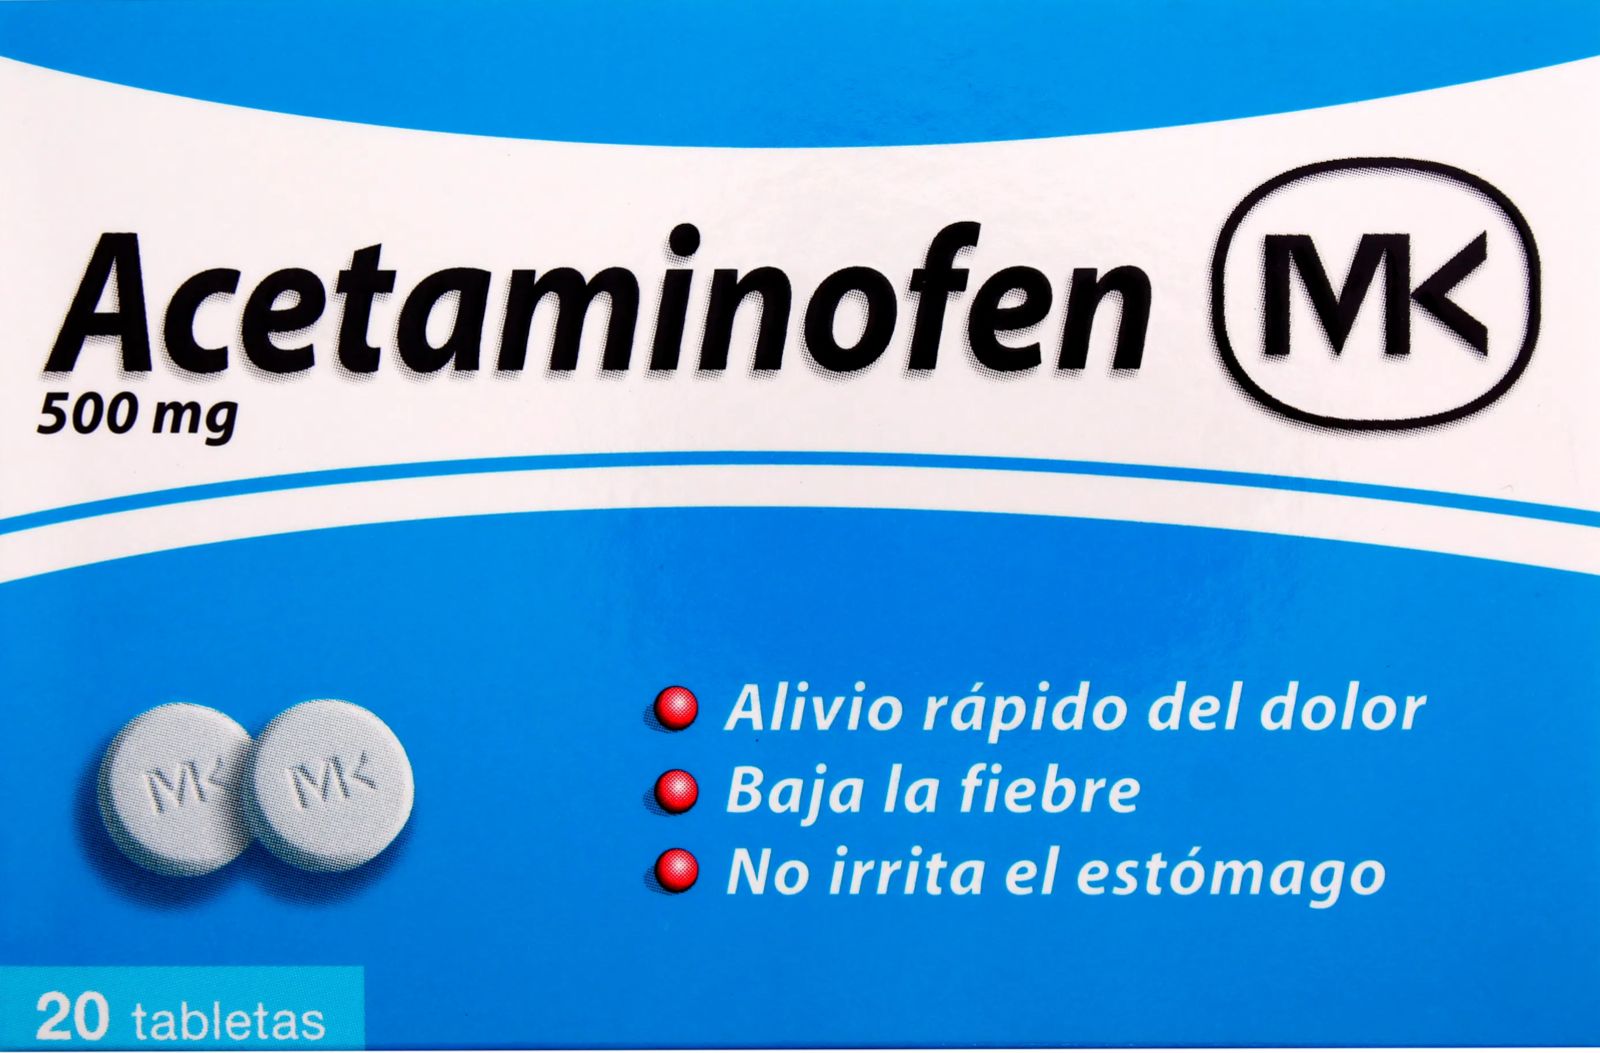 Acetaminofen MK
500 mg
MK MK
Alivio rápido del dolor
Baja la fiebre
No irrita el estómago
20 tabletas